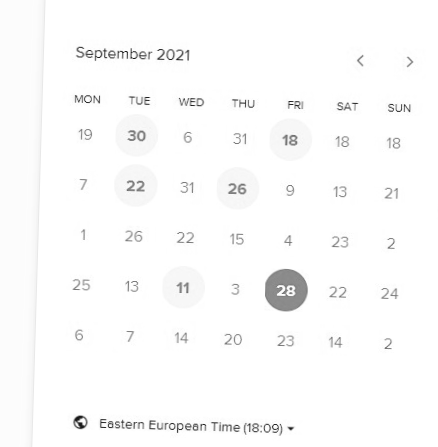 September 2021
MON TUE WED THU FRI SAT SUN
19 30 6 31 18 18 18
7 22 31 26 9 13 21
1 26 22 15 4 23 2
25 13 11 3 28 22 24
6 7 14 20 23 14 2
Eastern European Time (18:09)